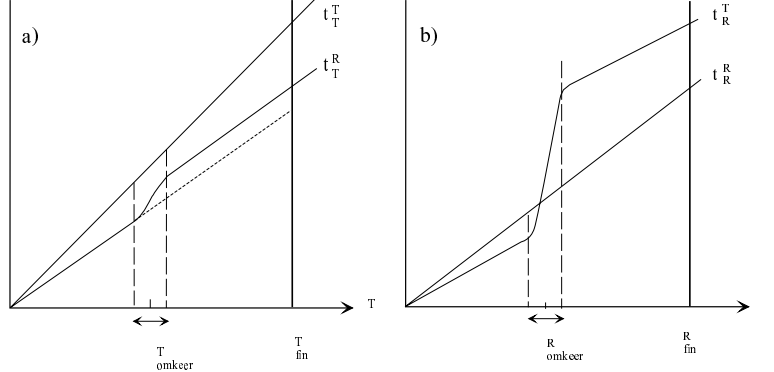 a)
t T T
t R T
T
T omkeer
T fin
b)
t T R
t R R
R omkeer
R fin